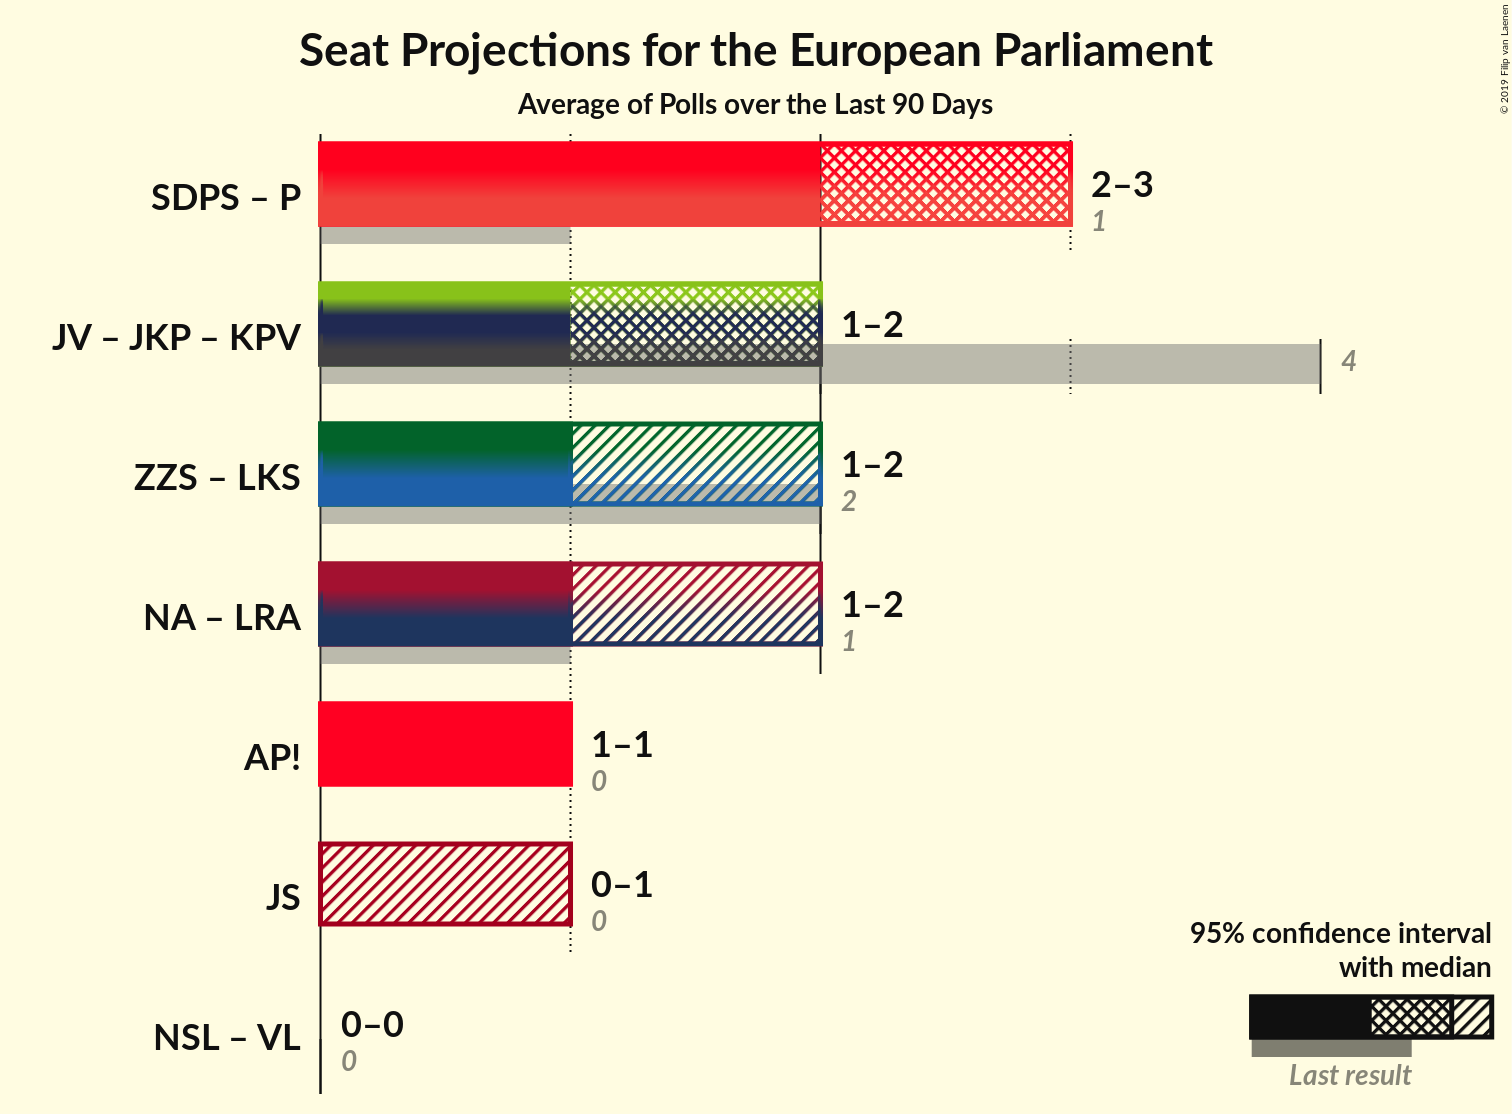 Seat Projections for the European Parliament
Average of Polls over the Last 90 Days
© 2019 Filip van Laenen
SDPS – P
2–3
1
JV – JKP – KPV
1–2
4
ZZS – LKS
1–2
2
NA – LRA
1–2
1
AP!
1–1
0
JS
0–1
0
NSL – VL
0–0
0
95% confidence interval
with median
Last result